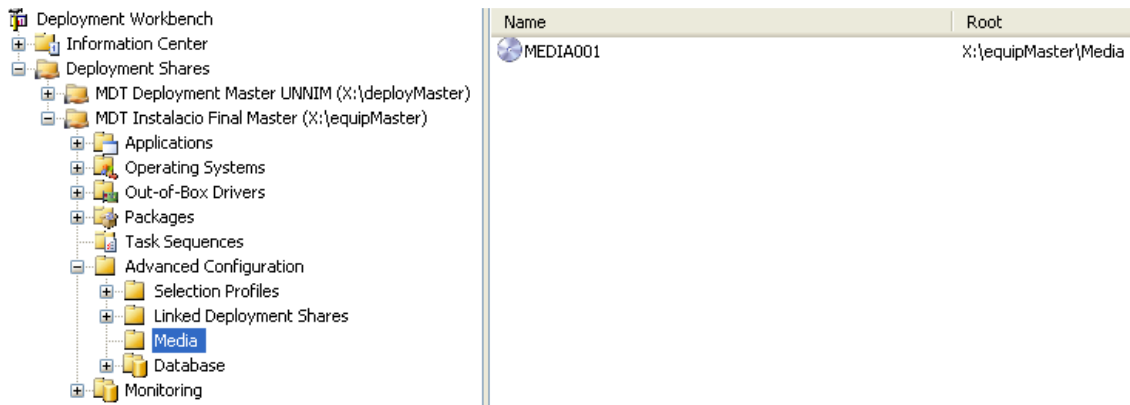 Deployment Workbench
Information Center
Deployment Shares
MDT Deployment Master UNNIM (X:\deployMaster)
MDT Instalacio Final Master (X:\equipMaster)
Applications
Operating Systems
Out-of-Box Drivers
Packages
Task Sequences
Advanced Configuration
Selection Profiles
Linked Deployment Shares
Media
Database
Monitoring
Name Root
MEDIA001 X:\equipMaster\Media